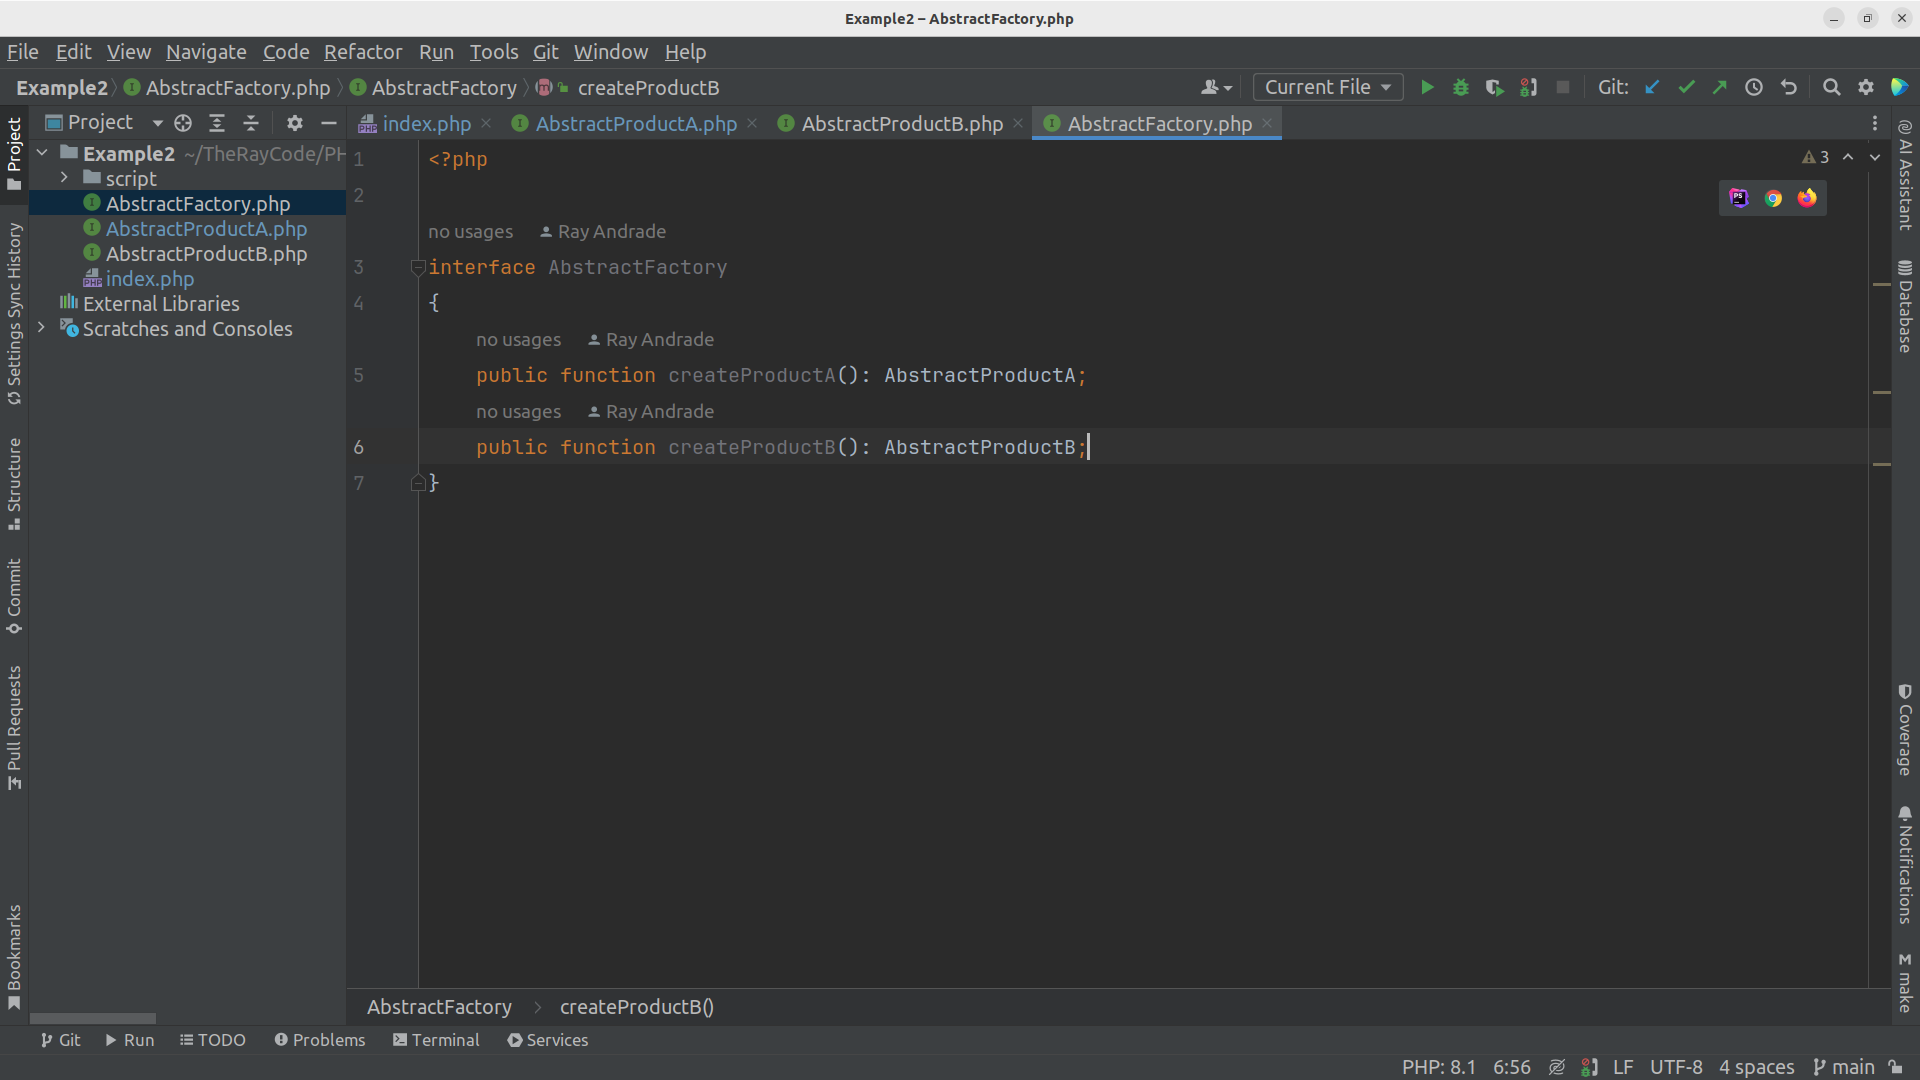 Example2 – AbstractFactory.php
File Edit View Navigate Code Refactor Run Tools Git Window Help
Example2 AbstractFactory.php AbstractFactory m createProductB Current File Git:
Project index.php AbstractProductA.php AbstractProductB.php AbstractFactory.php
Example2 ~/TheRayCode/PH
script
AbstractFactory.php
AbstractProductA.php
AbstractProductB.php
index.php
External Libraries
Scratches and Consoles
Project
Settings Sync History
Structure
Commit
Pull Requests
Bookmarks
3
1 <?php
2
no usages Ray Andrade
3 interface AbstractFactory
4 {
no usages Ray Andrade
5 public function createProductA(): AbstractProductA;
no usages Ray Andrade
6 public function createProductB(): AbstractProductB;
7 }
AI Assistant
Database
Coverage
Notifications
M make
AbstractFactory createProductB()
Git Run TODO Problems Terminal Services
PHP: 8.1 6:56 LF UTF-8 4 spaces main